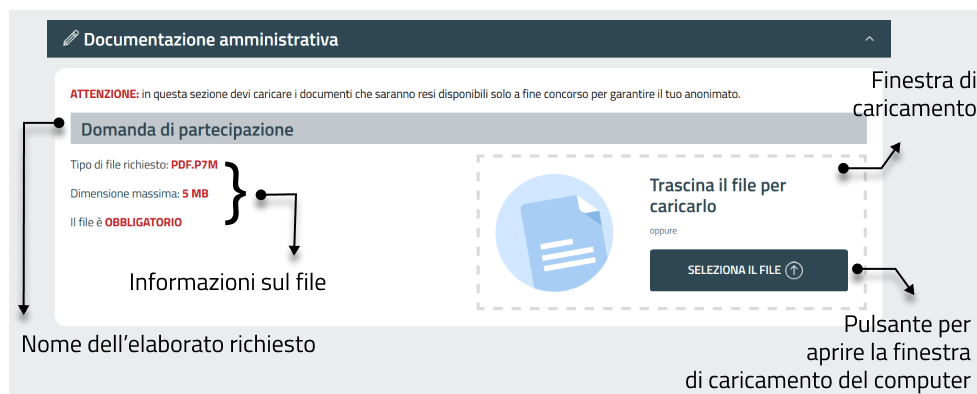 Documentazione amministrativa
ATTENZIONE: in questa sezione devi caricare i documenti che saranno resi disponibili solo a fine concorso per garantire il tuo anonimato.
Finestra di
caricamento
Domanda di partecipazione
Tipo di file richiesto: PDF.P7M
Dimensione massima: 5 MB
Il file è OBBLIGATORIO
Informazioni sul file
Nome dell'elaborato richiesto
Trascina il file per
caricarlo
oppure
SELEZIONA IL FILE
Pulsante per
aprire la finestra
di caricamento del computer